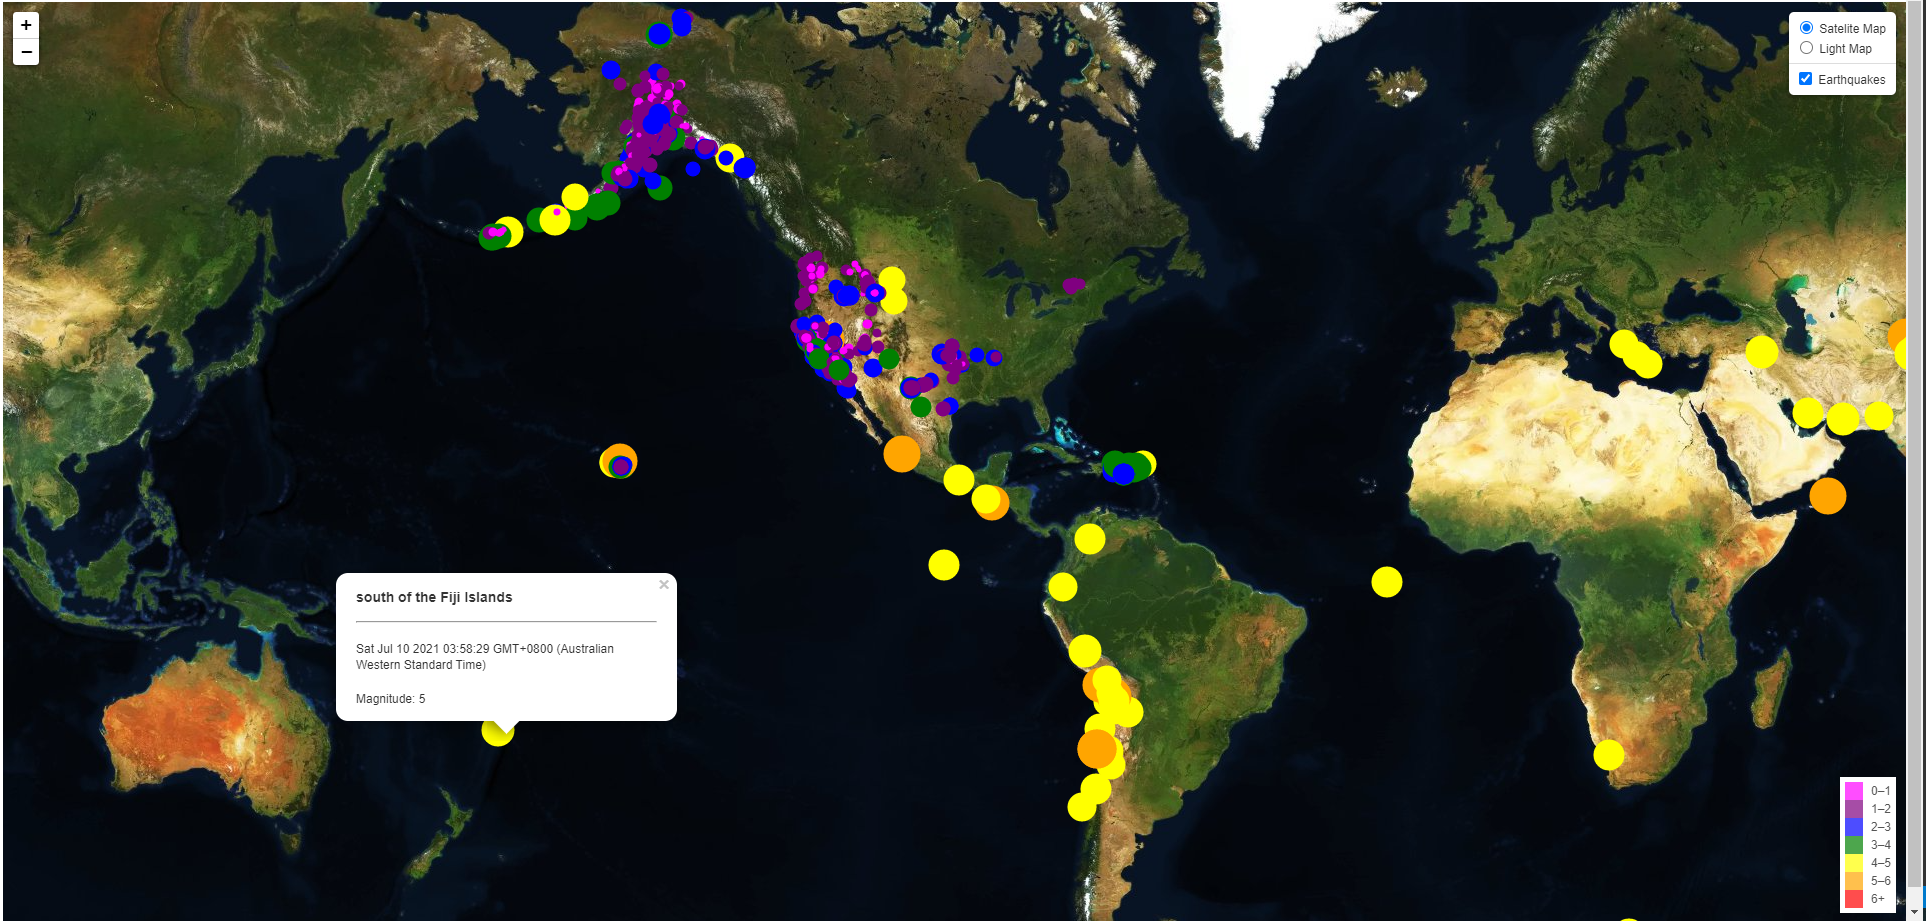 +
−
Satelite Map
Light Map
Earthquakes
×
south of the Fiji Islands
Sat Jul 10 2021 03:58:29 GMT+0800 (Australian
Western Standard Time)
Magnitude: 5
0–1
1–2
2–3
3–4
4–5
5–6
6+